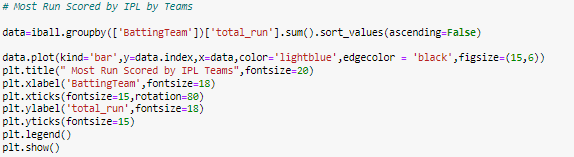 # Most Run Scored by IPL by Teams
data=iball.groupby(['BattingTeam'])['total_run'].sum().sort_values(ascending=False)
data.plot(kind='bar',y=data.index,x=data,color='lightblue',edgecolor = 'black',figsize=(15,6))
plt.title(" Most Run Scored by IPL Teams",fontsize=20)
plt.xlabel('BattingTeam',fontsize=18)
plt.xticks(fontsize=15,rotation=80)
plt.ylabel('total_run',fontsize=18)
plt.yticks(fontsize=15)
plt.legend()
plt.show()